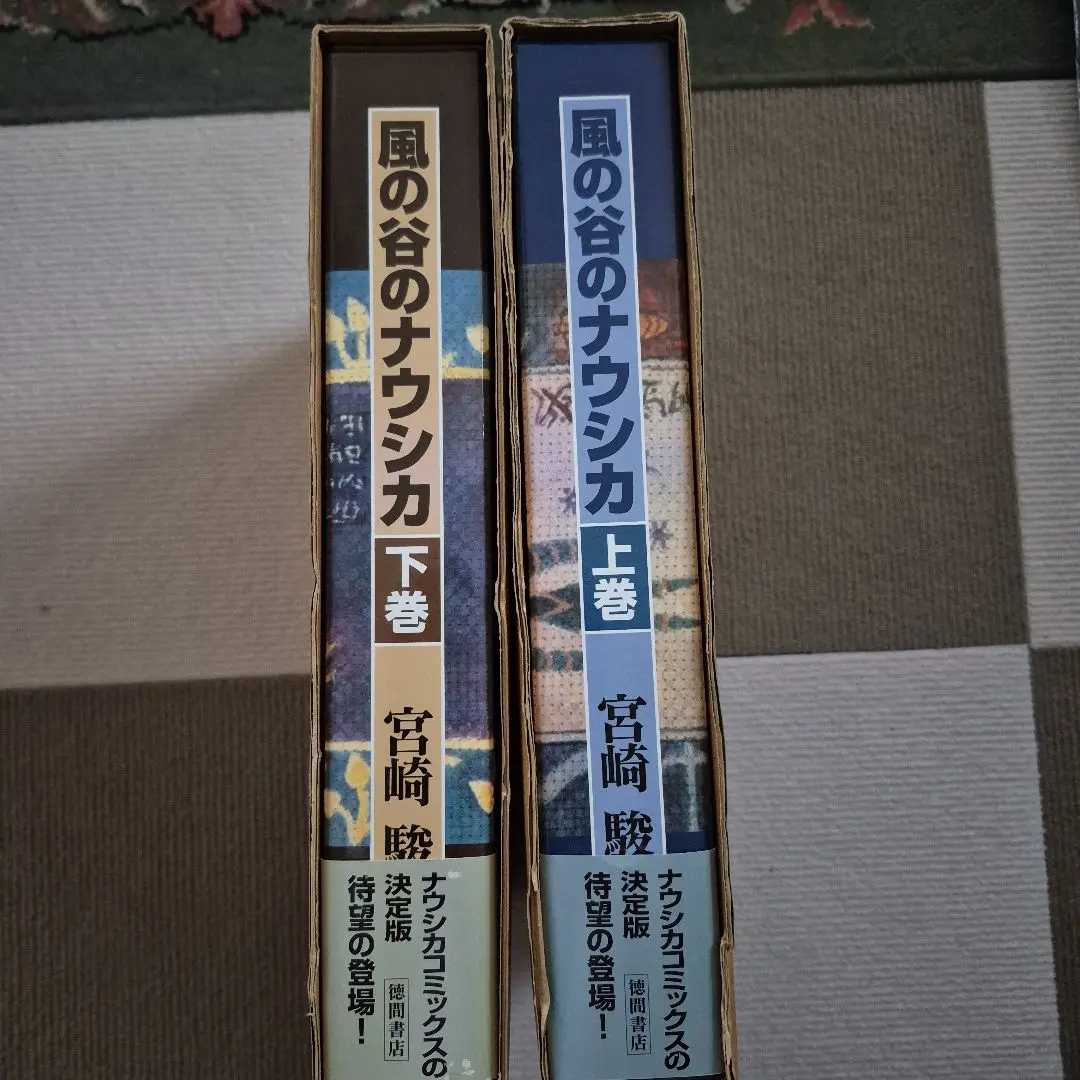 風の谷のナウシカ
上巻
宮崎 駿
ナウシカコミックスの
決定版
待望の登場!
徳間書店
風の谷のナウシカ
下巻
宮崎 駿
ナウシカコミックスの
決定版
待望の登場!
徳間書店